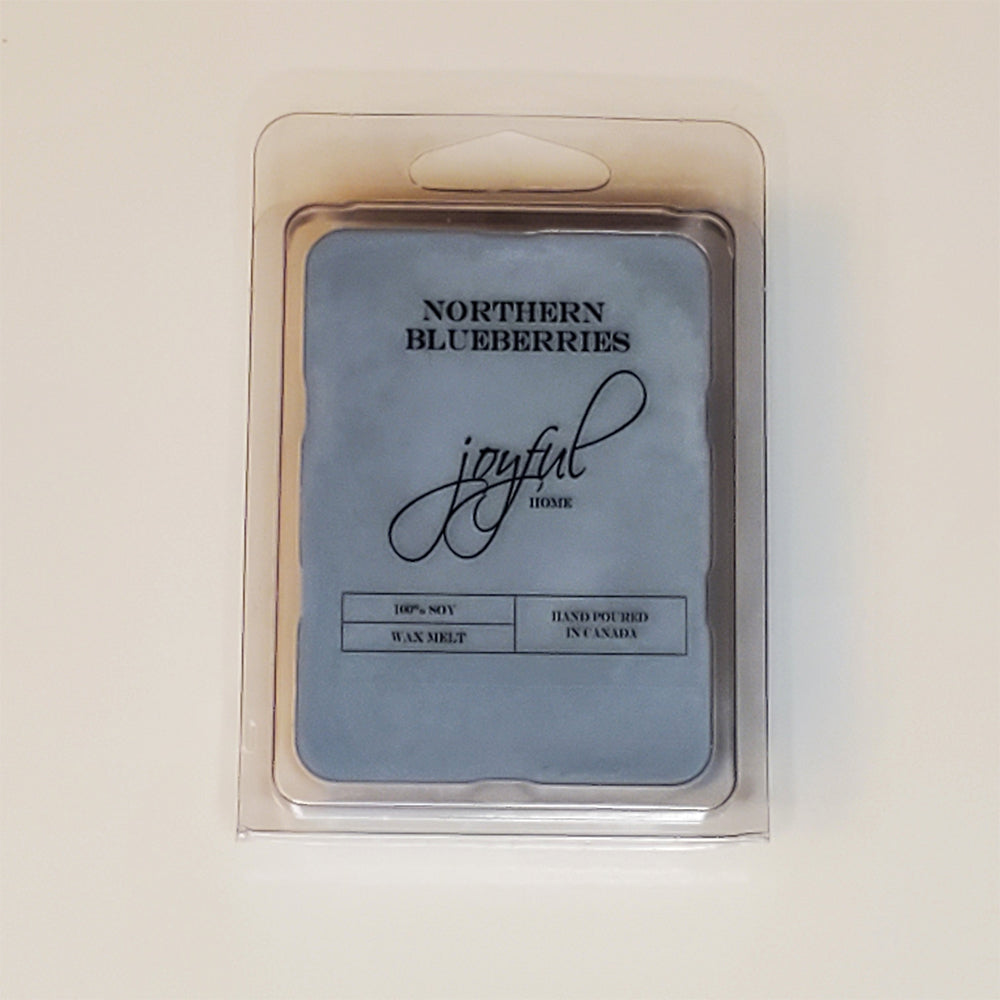 NORTHERN
BLUEBERRIES
joyful
HOME
100% SOY
WAX MELT
HAND POURED
IN CANADA